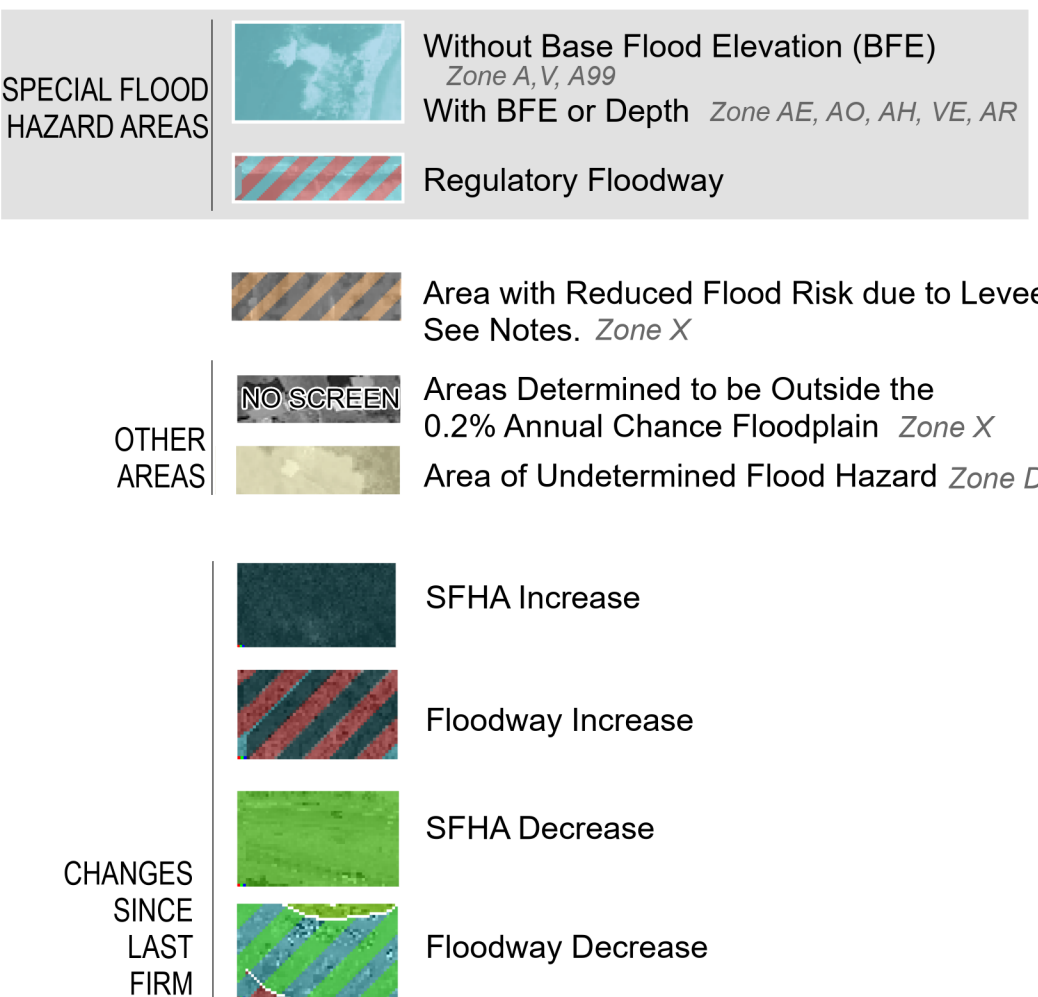 SPECIAL FLOOD
HAZARD AREAS
Without Base Flood Elevation (BFE)
Zone A,V, A99
With BFE or Depth Zone AE, AO, AH, VE, AR
Regulatory Floodway
Area with Reduced Flood Risk due to Levee
See Notes. Zone X
OTHER
AREAS
NO SCREEN
Areas Determined to be Outside the
0.2% Annual Chance Floodplain Zone X
Area of Undetermined Flood Hazard Zone D
CHANGES
SINCE
LAST
FIRM
SFHA Increase
Floodway Increase
SFHA Decrease
Floodway Decrease